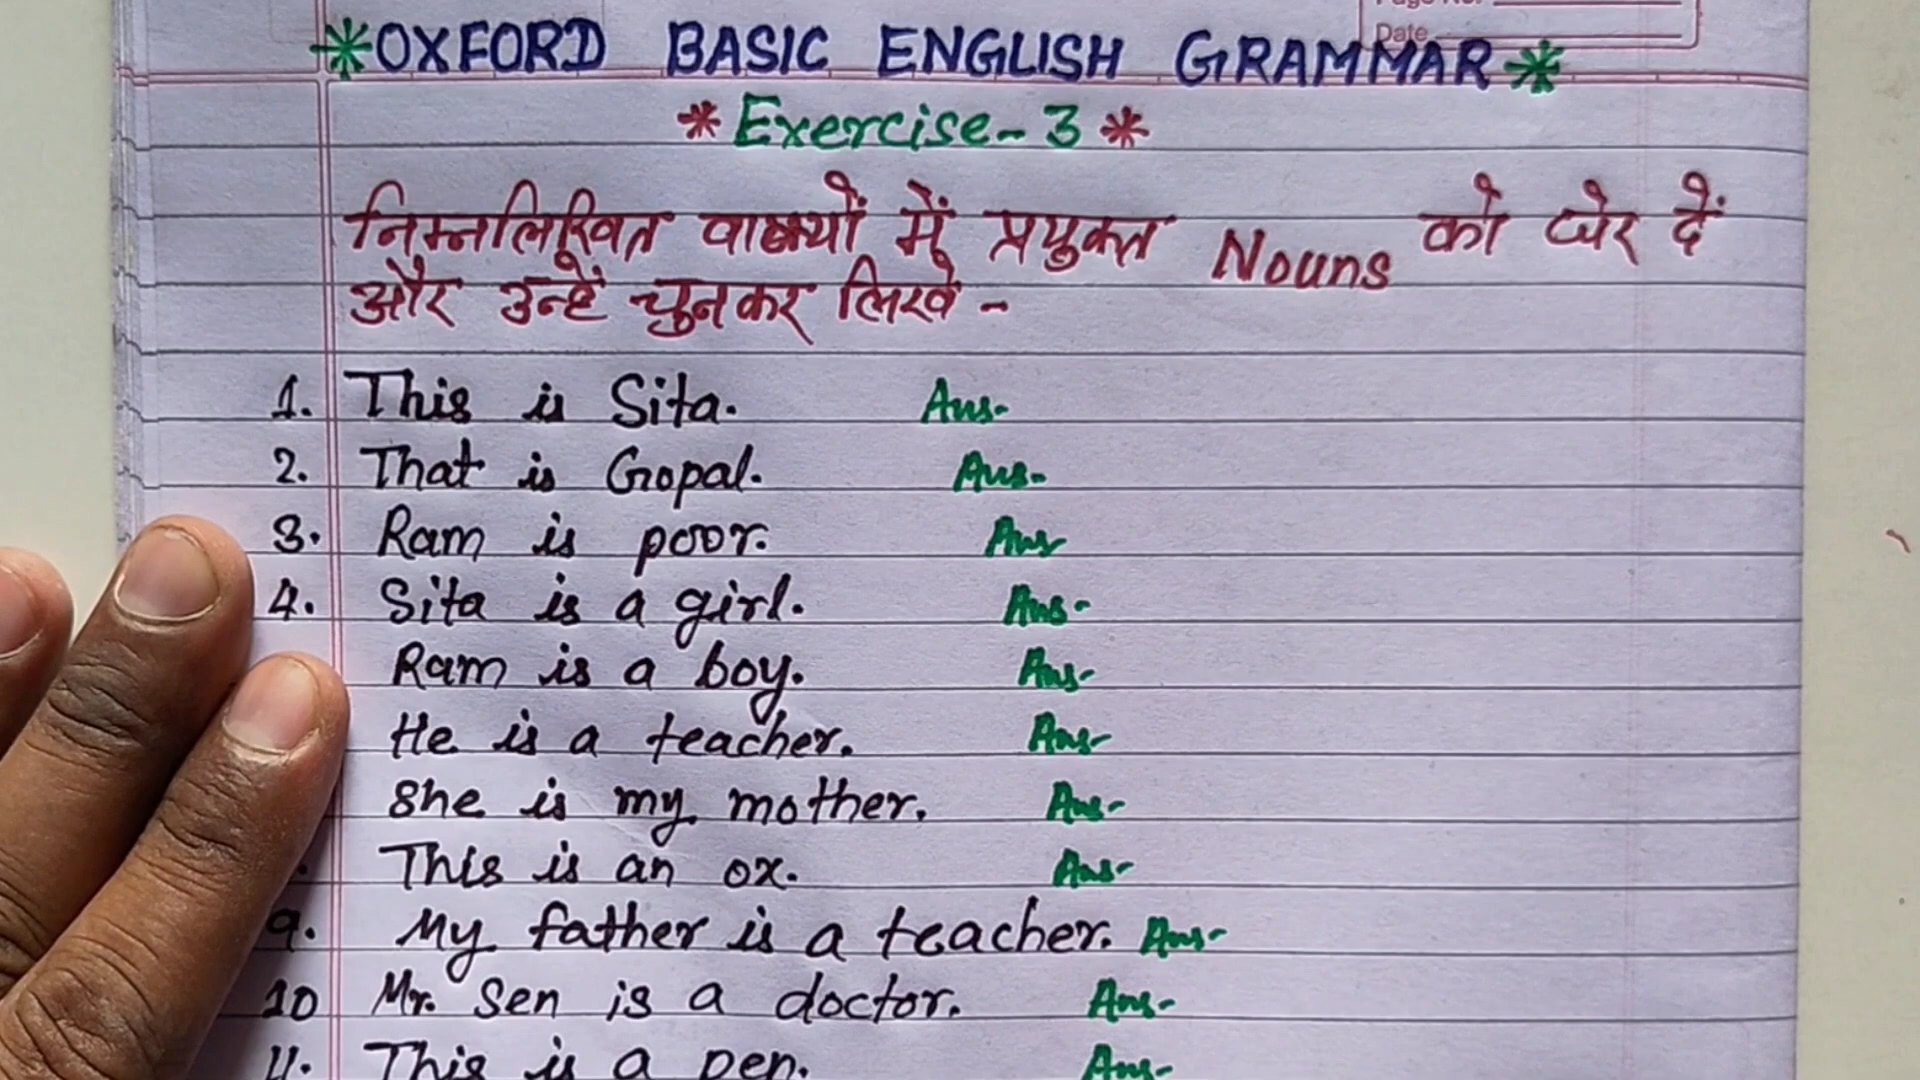 Date
*OXFORD BASIC ENGLISH GRAMMAR*
*Exercise-3*
निम्नलिखित वाक्यों में प्रयुक्त Nouns को घेर दें
और उन्हें चुनकर लिखें -
1. This is Sita. Ans-
2. That is Gopal. Ans-
3. Ram is poor. Ans
4. Sita is a girl. Ans-
Ram is a boy. Ans-
He is a teacher. Ans-
She is my mother. Ans-
This is an ox. Ans-
9. My father is a teacher. Ans-
10 Mr. Sen is a doctor. Ans-
11. This is a pen. Ans-